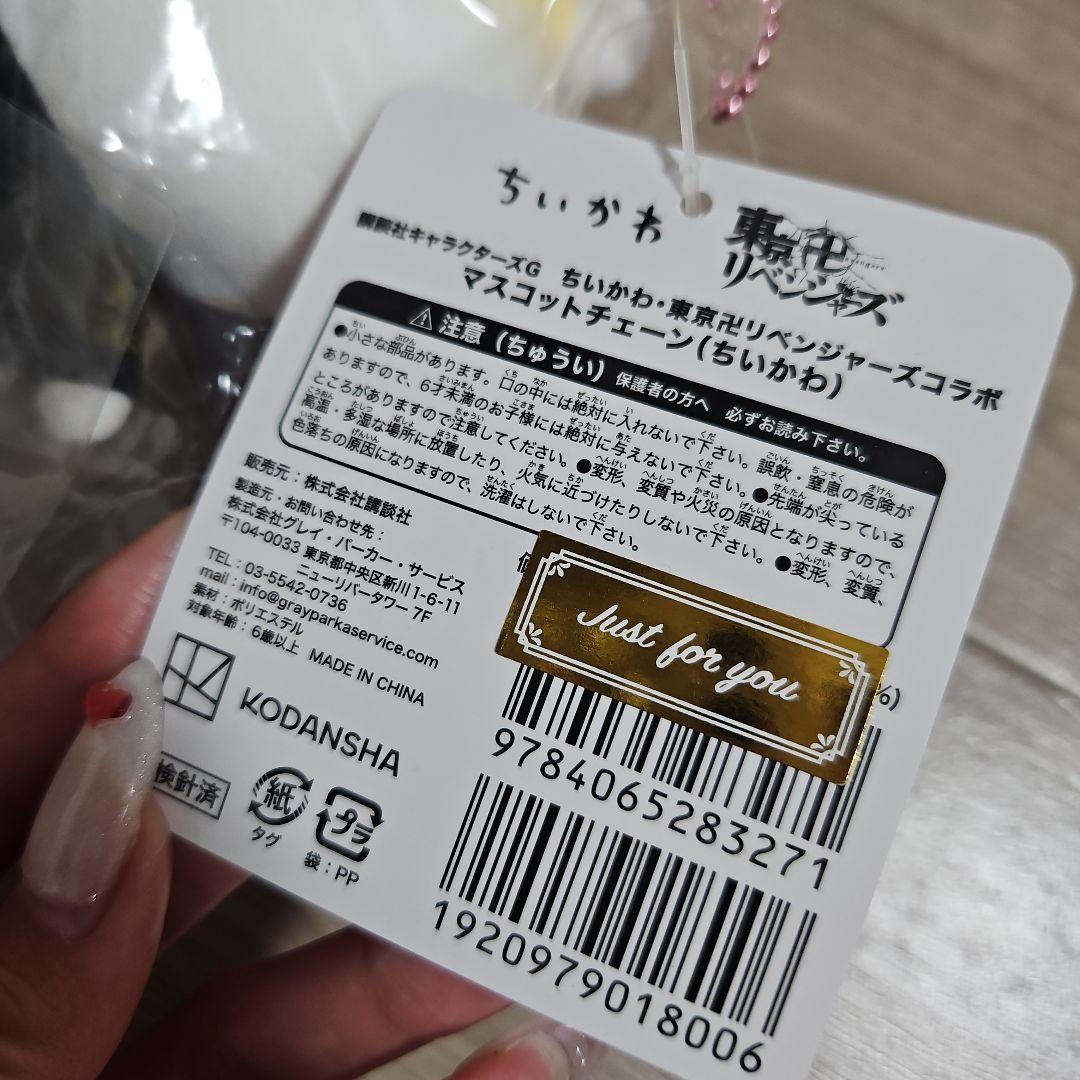 ちいかわ
東京卍リベンジャーズ
講談社キャラクターズG ちいかわ・東京卍リベンジャーズコラボ
マスコットチェーン(ちいかわ)
注意(ちゅうい) 保護者の方へ 必ずお読み下さい。
●小さな部品があります。口の中には絶対に入れないで下さい。誤飲・窒息の危険が
ありますので、6才未満のお子様には絶対に与えないで下さい。●先端が尖っている
ところがありますので注意してください。●変形、変質や火災の原因となりますので、
高温・多湿な場所に放置したり、火気に近づけたりしないで下さい。●変形、変質、
色落ちの原因になりますので、洗濯はしないで下さい。
販売元:株式会社講談社
製造元・お問い合わせ先:
株式会社グレイ・パーカー・サービス
〒104-0033 東京都中央区新川1-6-11
ニューリバータワー 7F
TEL:03-5542-0736
mail:info@grayparkaservice.com
素材:ポリエステル
対象年齢:6歳以上 MADE IN CHINA
Just for you
%)
KODANSHA
9784065283271
検針済
紙
タグ
プラ
袋:PP
1920979018006